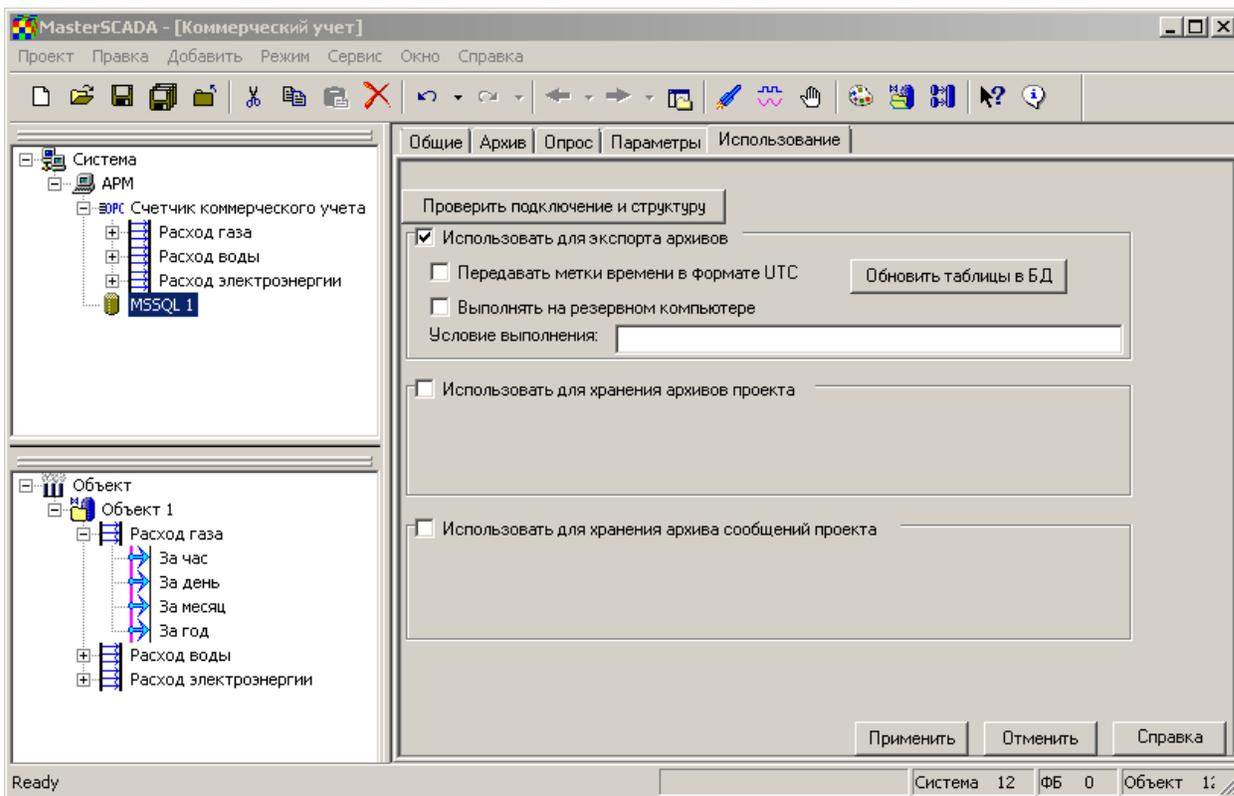 MasterSCADA - [Коммерческий учет]
Проект Правка Добавить Режим Сервис Окно Справка
Система
АРМ
OPC Счетчик коммерческого учета
Расход газа
Расход воды
Расход электроэнергии
MSSQL 1
Объект
Объект 1
Расход газа
За час
За день
За месяц
За год
Расход воды
Расход электроэнергии
Общие Архив Опрос Параметры Использование
Проверить подключение и структуру
Использовать для экспорта архивов
Передавать метки времени в формате UTC
Обновить таблицы в БД
Выполнять на резервном компьютере
Условие выполнения:
Использовать для хранения архивов проекта
Использовать для хранения архива сообщений проекта
Применить Отменить Справка
Ready Система 12 ФБ 0 Объект